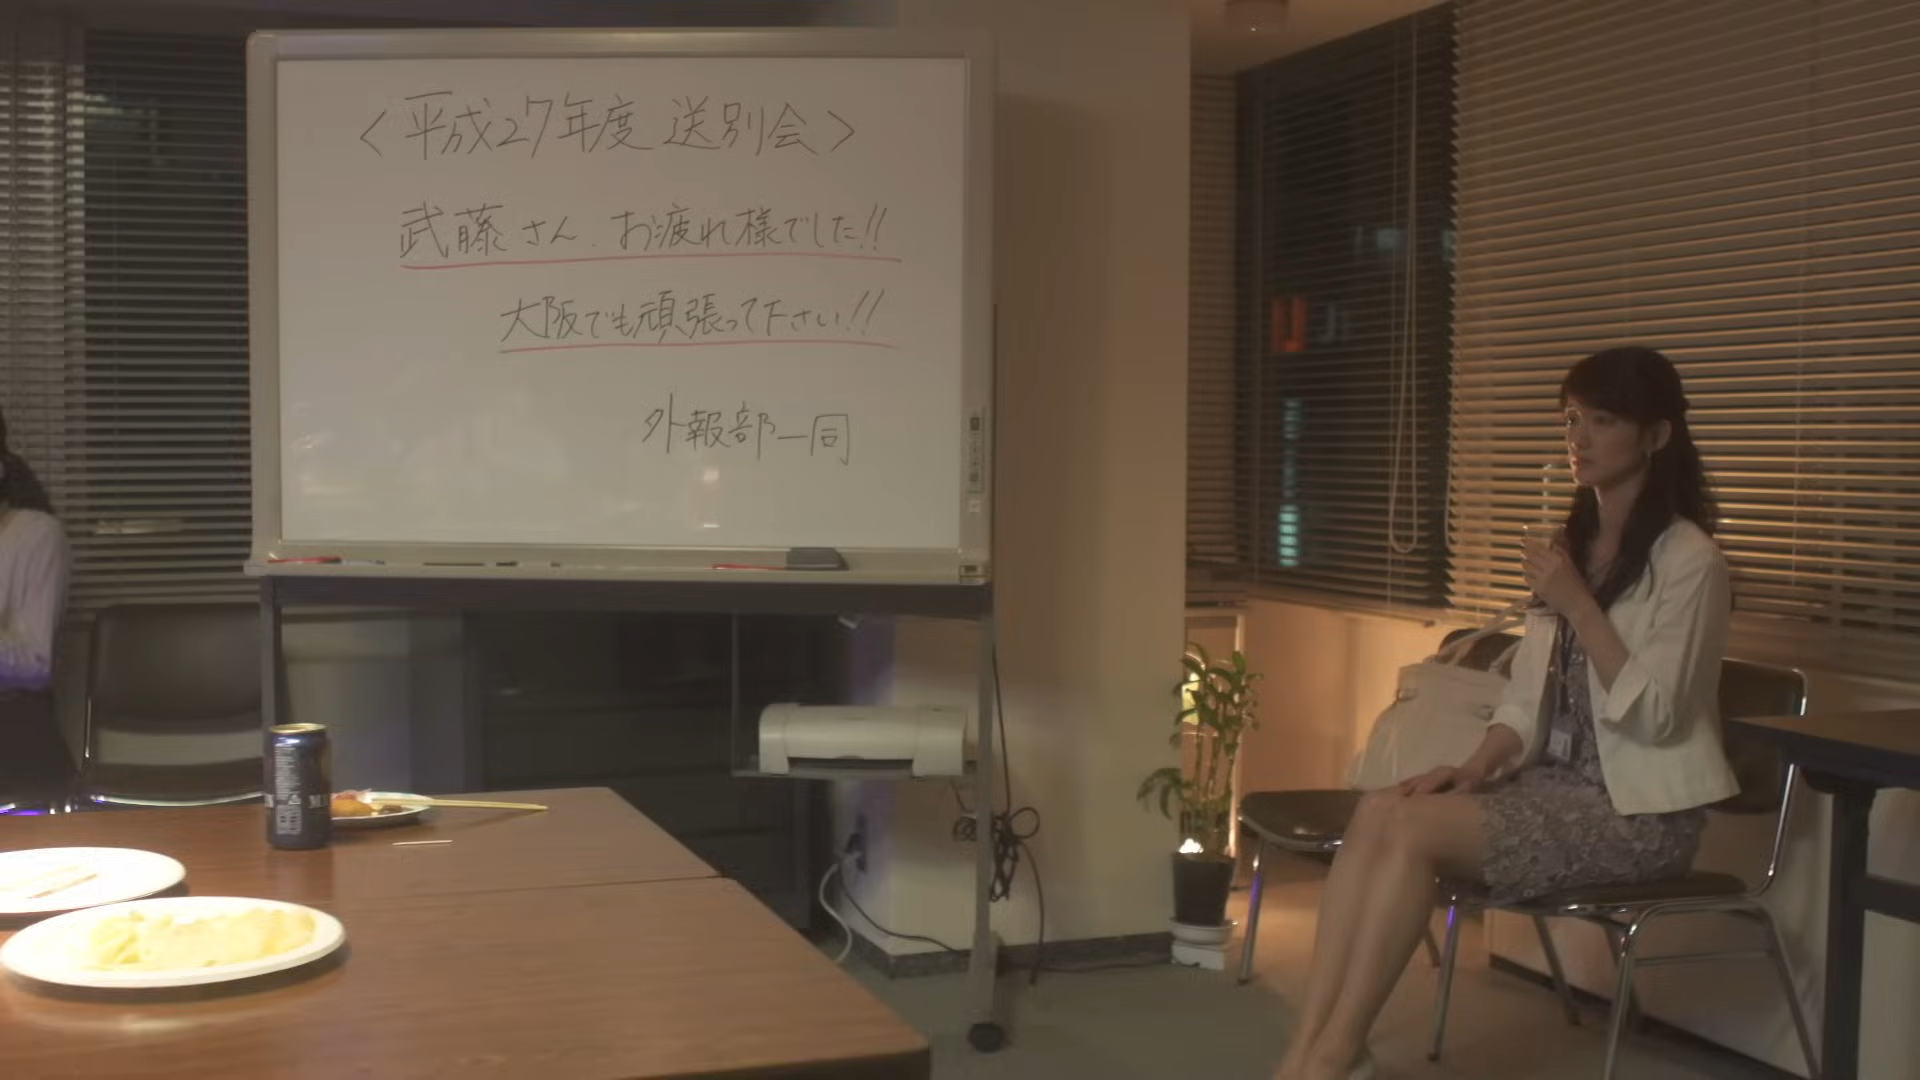 ＜平成27年度 送別会＞
武藤さん、お疲れ様でした!!
大阪でも頑張って下さい!!
外報部一同